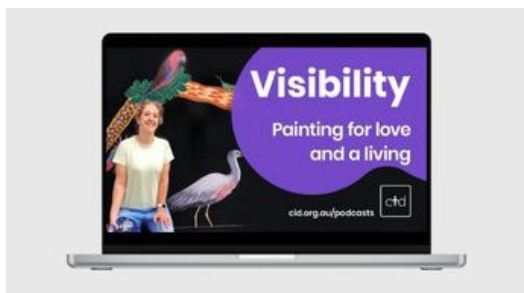 Visibility
Painting for love
and a living
cid.org.au/podcasts
cid